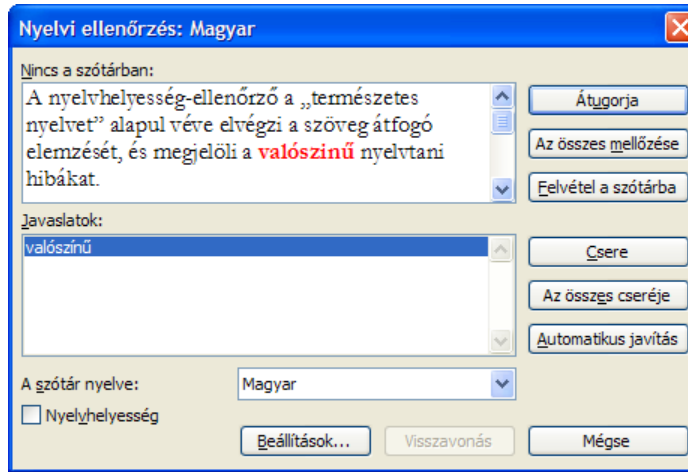 Nyelvi ellenőrzés: Magyar
Nincs a szótárban:
A nyelvhelyesség-ellenőrző a „természetes
nyelvet” alapul véve elvégzi a szöveg átfogó
elemzését, és megjelöli a valószinű nyelvtani
hibákat.
Átugorja
Az összes mellőzése
Felvétel a szótárba
Javaslatok:
valószínű
Csere
Az összes cseréje
Automatikus javítás
A szótár nyelve:
Magyar
Nyelvhelyesség
Beállítások...
Visszavonás
Mégse